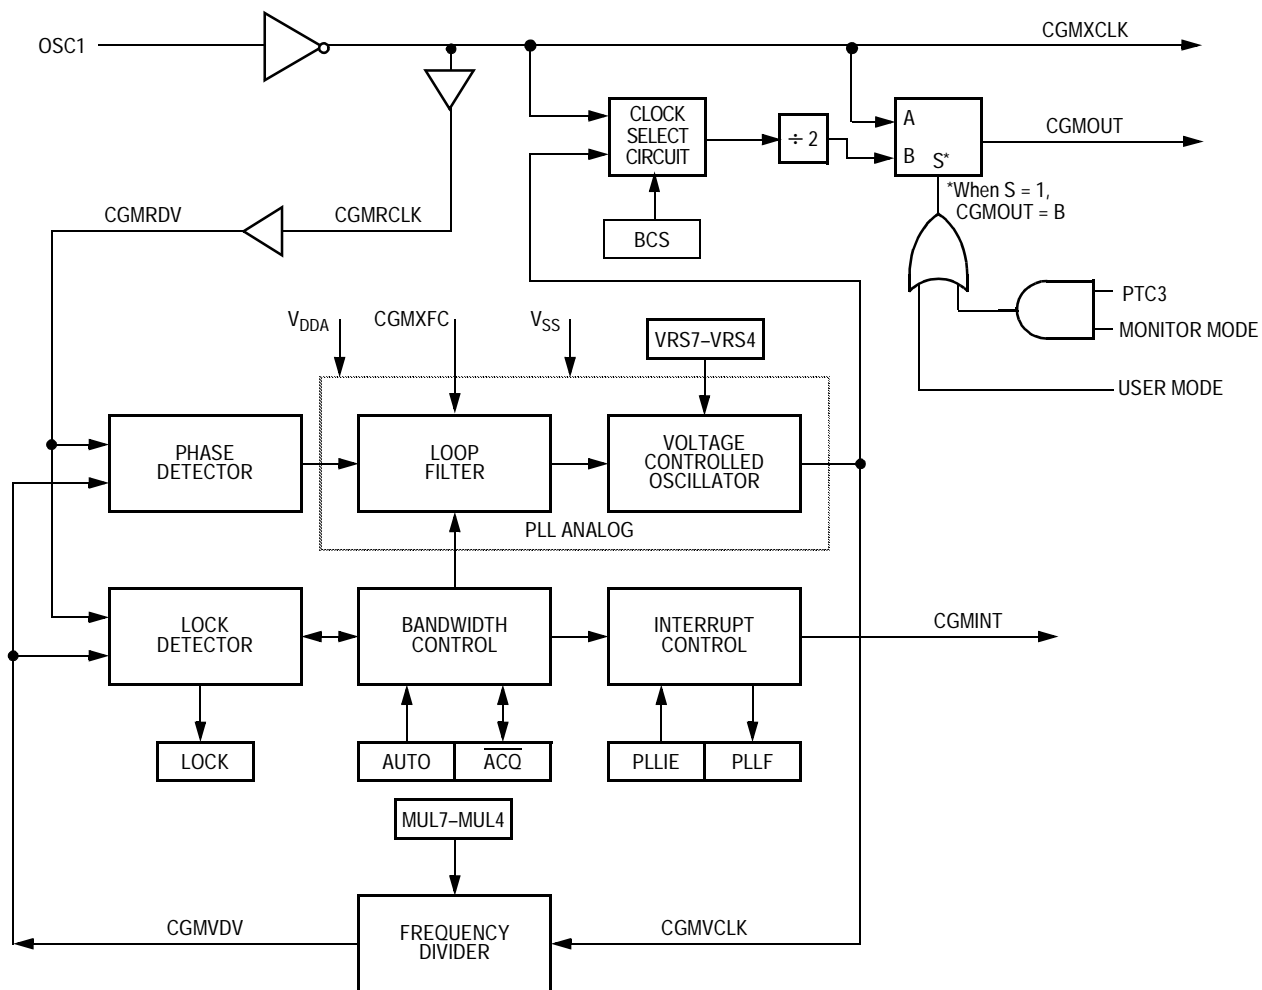 OSC1
CGMXCLK
CLOCK
SELECT
CIRCUIT
÷ 2
A
B
S*
CGMOUT
*When S = 1,
CGMOUT = B
BCS
CGMRDV
CGMRCLK
PTC3
MONITOR MODE
USER MODE
VDDA
CGMXFC
VSS
VRS7–VRS4
PHASE
DETECTOR
LOOP
FILTER
VOLTAGE
CONTROLLED
OSCILLATOR
PLL ANALOG
LOCK
DETECTOR
BANDWIDTH
CONTROL
INTERRUPT
CONTROL
CGMINT
LOCK
AUTO
ACQ
PLLIE
PLLF
MUL7–MUL4
CGMVDV
FREQUENCY
DIVIDER
CGMVCLK